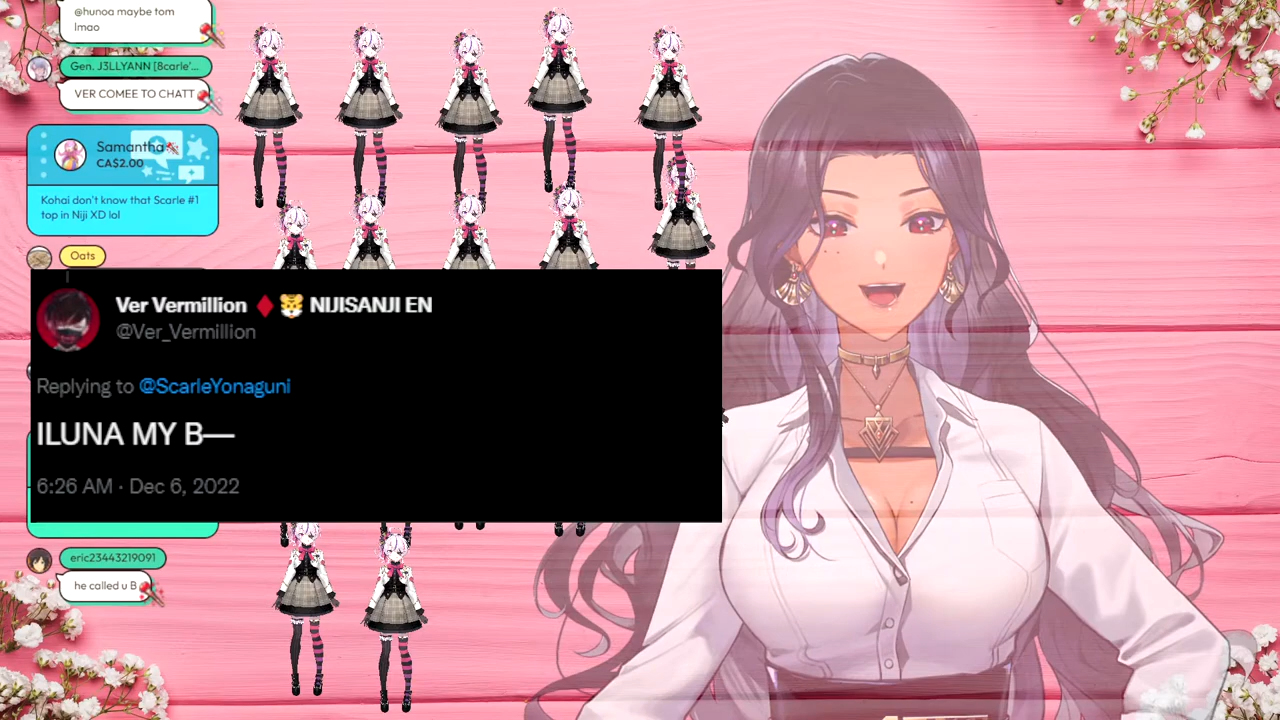 @hunoa maybe tom
lmao
Gen. J3LLYANN [8carle'...
VER COMEE TO CHATT
Samantha
CA$2.00
Kohai don't know that Scarle #1
top in Niji XD lol
Oats
Ver Vermillion ♦️ 🐯 NIJISANJI EN
@Ver_Vermillion
Replying to @ScarleYonaguni
ILUNA MY B—
6:26 AM · Dec 6, 2022
eric23443219091
he called u B